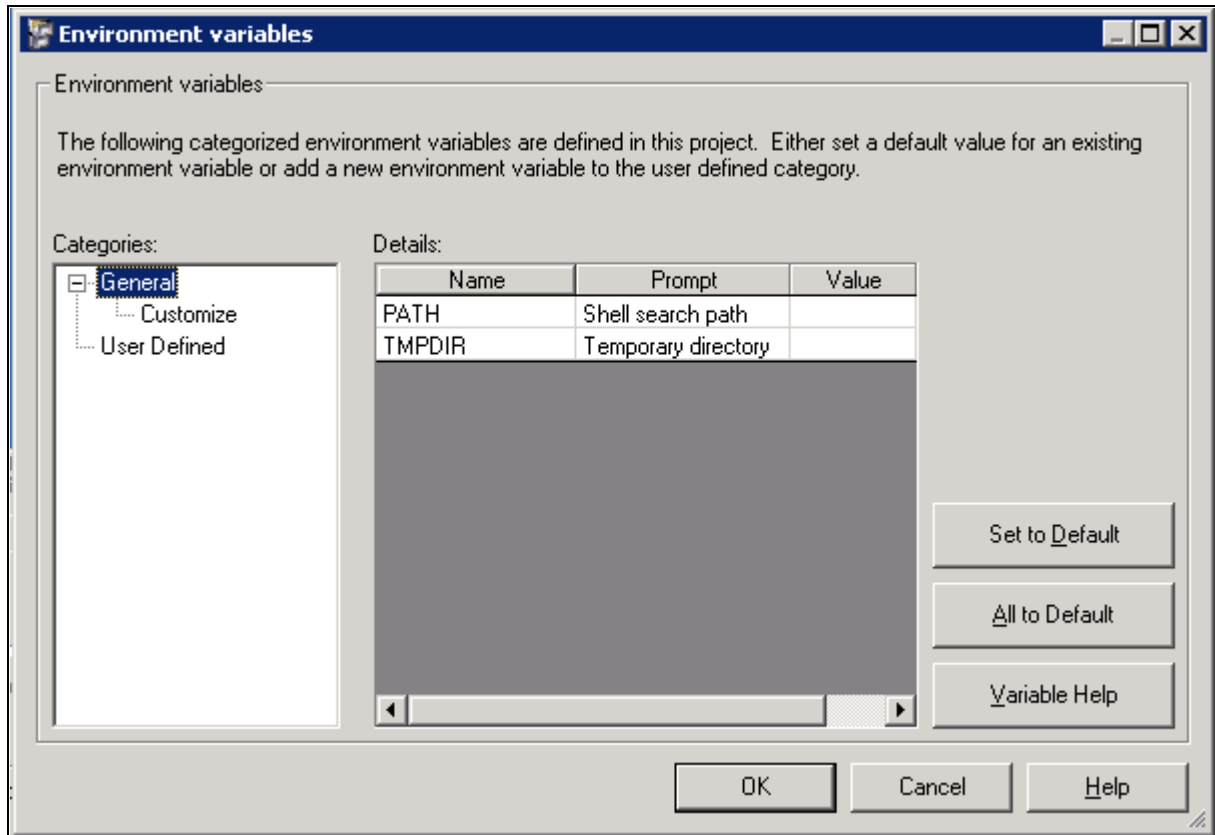 Environment variables
Environment variables
The following categorized environment variables are defined in this project.  Either set a default value for an existing
environment variable or add a new environment variable to the user defined category.
Categories:
General
Customize
User Defined
Details:
Name Prompt Value
PATH Shell search path
TMPDIR Temporary directory
Set to Default
All to Default
Variable Help
OK Cancel Help